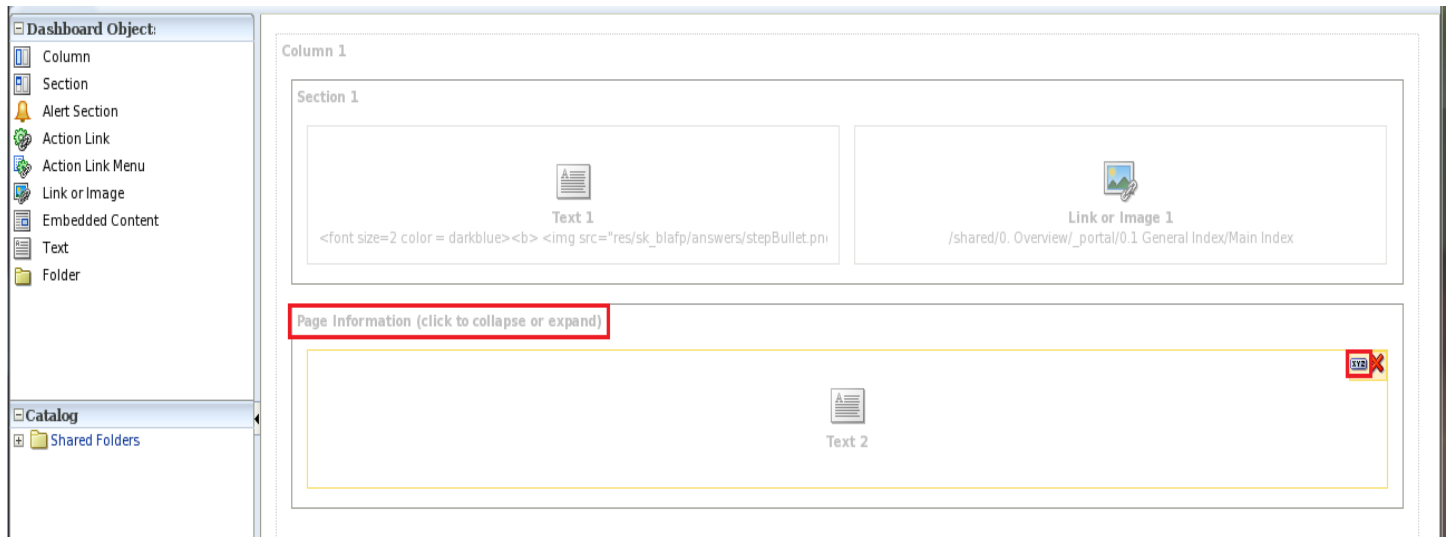 Dashboard Objects
Column
Section
Alert Section
Action Link
Action Link Menu
Link or Image
Embedded Content
Text
Folder
Catalog
Shared Folders
Column 1
Section 1
Text 1
<font size=2 color = darkblue><b> <img src="res/sk_blafp/answers/stepBullet.pn
Link or Image 1
/shared/0. Overview/_portal/0.1 General Index/Main Index
Page Information (click to collapse or expand)
XYZ
Text 2